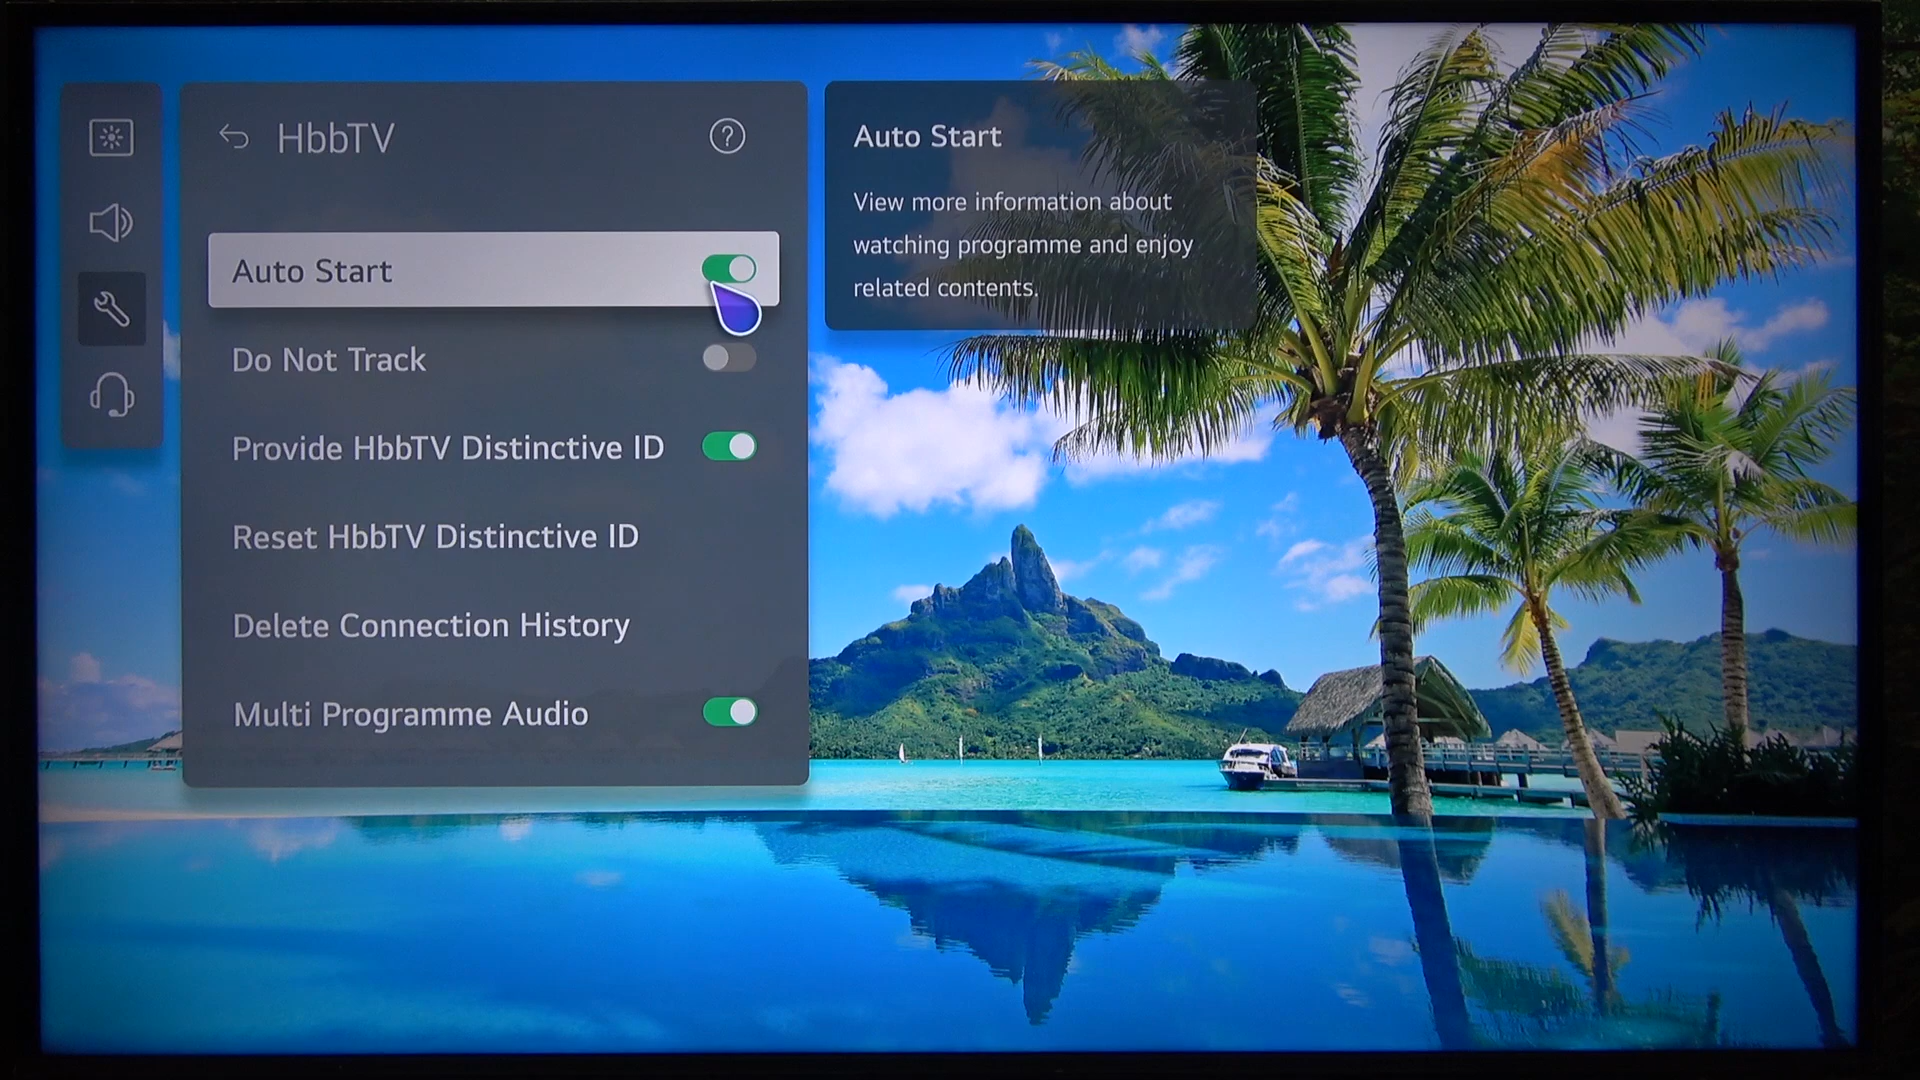 HbbTV
?
Auto Start
Do Not Track
Provide HbbTV Distinctive ID
Reset HbbTV Distinctive ID
Delete Connection History
Multi Programme Audio
Auto Start
View more information about
watching programme and enjoy
related contents.